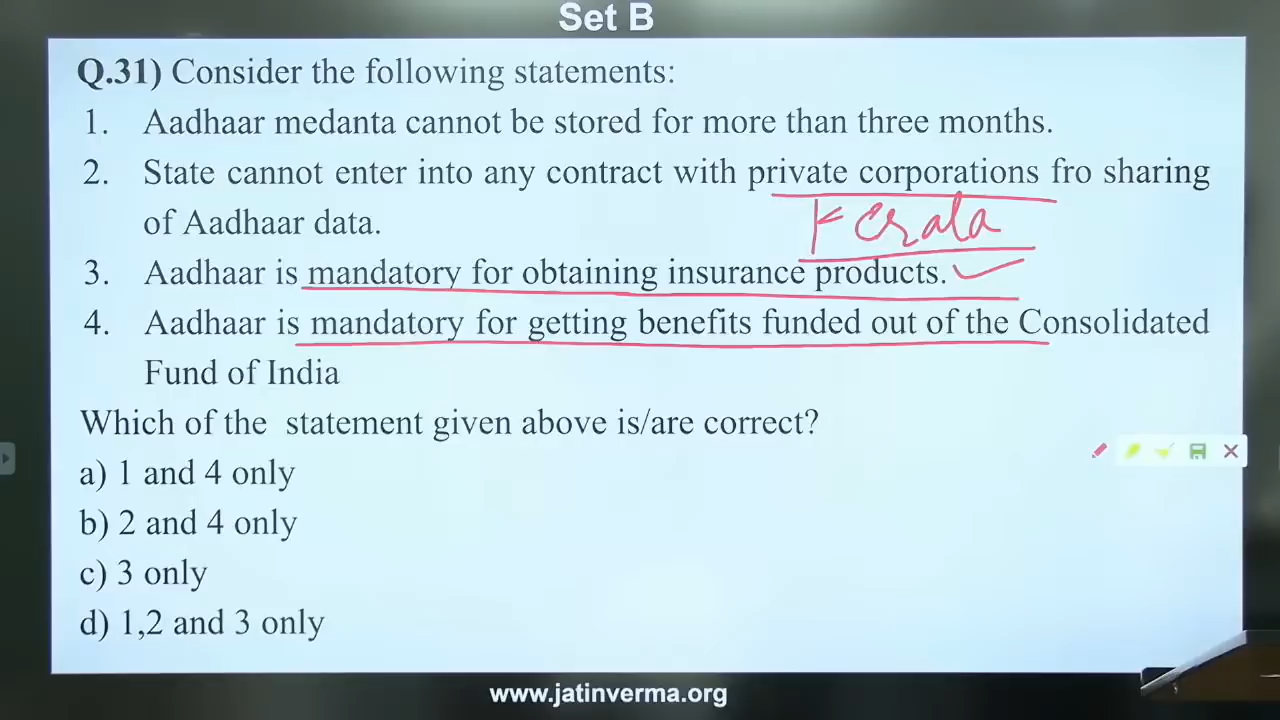 Set B
Q.31) Consider the following statements:
1. Aadhaar medanta cannot be stored for more than three months.
2. State cannot enter into any contract with private corporations fro sharing
of Aadhaar data.
Kerala
3. Aadhaar is mandatory for obtaining insurance products.
4. Aadhaar is mandatory for getting benefits funded out of the Consolidated
Fund of India
Which of the statement given above is/are correct?
a) 1 and 4 only
b) 2 and 4 only
c) 3 only
d) 1,2 and 3 only
www.jatinverma.org